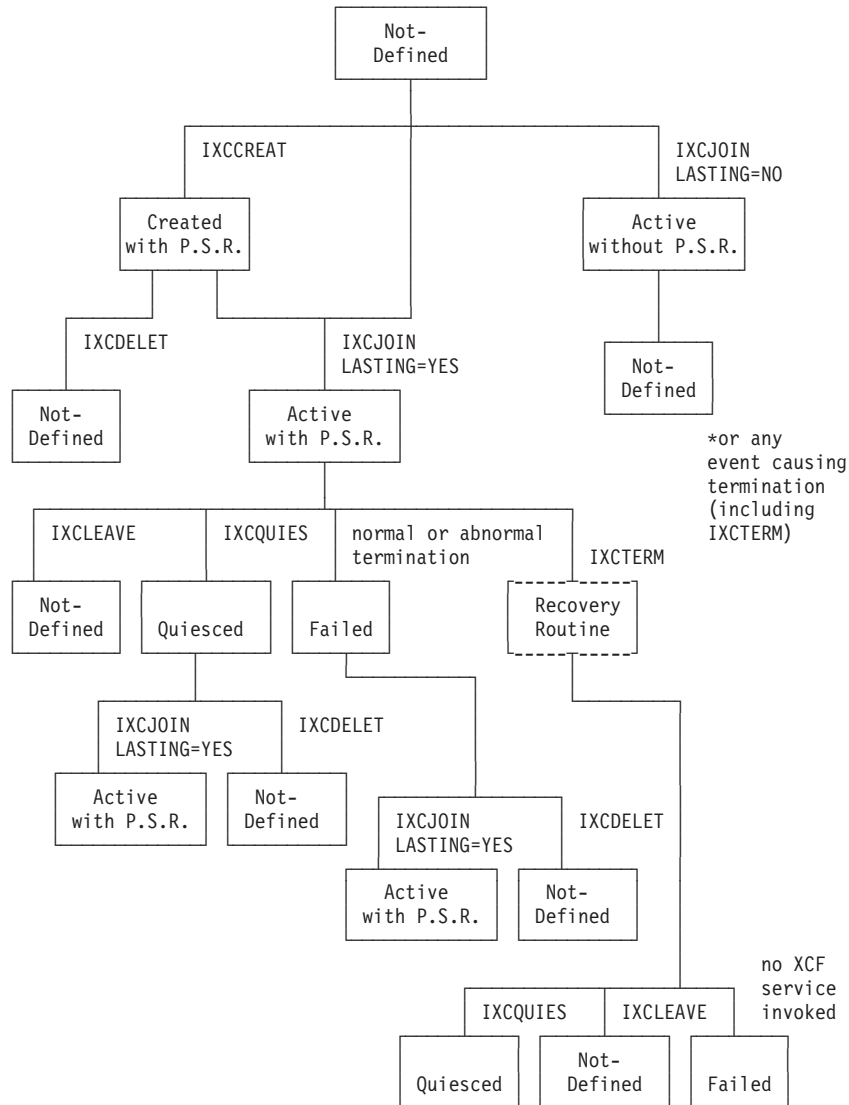 Not-
Defined
IXCCREAT
IXCJOIN
LASTING=NO
Created
with P.S.R.
Active
without P.S.R.
IXCDELET
IXCJOIN
LASTING=YES
Not-
Defined
Not-
Defined
Active
with P.S.R.
*or any
event causing
termination
(including
IXCTERM)
IXCLEAVE
IXCQUIES
normal or abnormal
termination
IXCTERM
Not-
Defined
Quiesced
Failed
Recovery
Routine
IXCJOIN
LASTING=YES
IXCDELET
Active
with P.S.R.
Not-
Defined
IXCJOIN
LASTING=YES
IXCDELET
Active
with P.S.R.
Not-
Defined
no XCF
service
invoked
IXCQUIES
IXCLEAVE
Quiesced
Not-
Defined
Failed